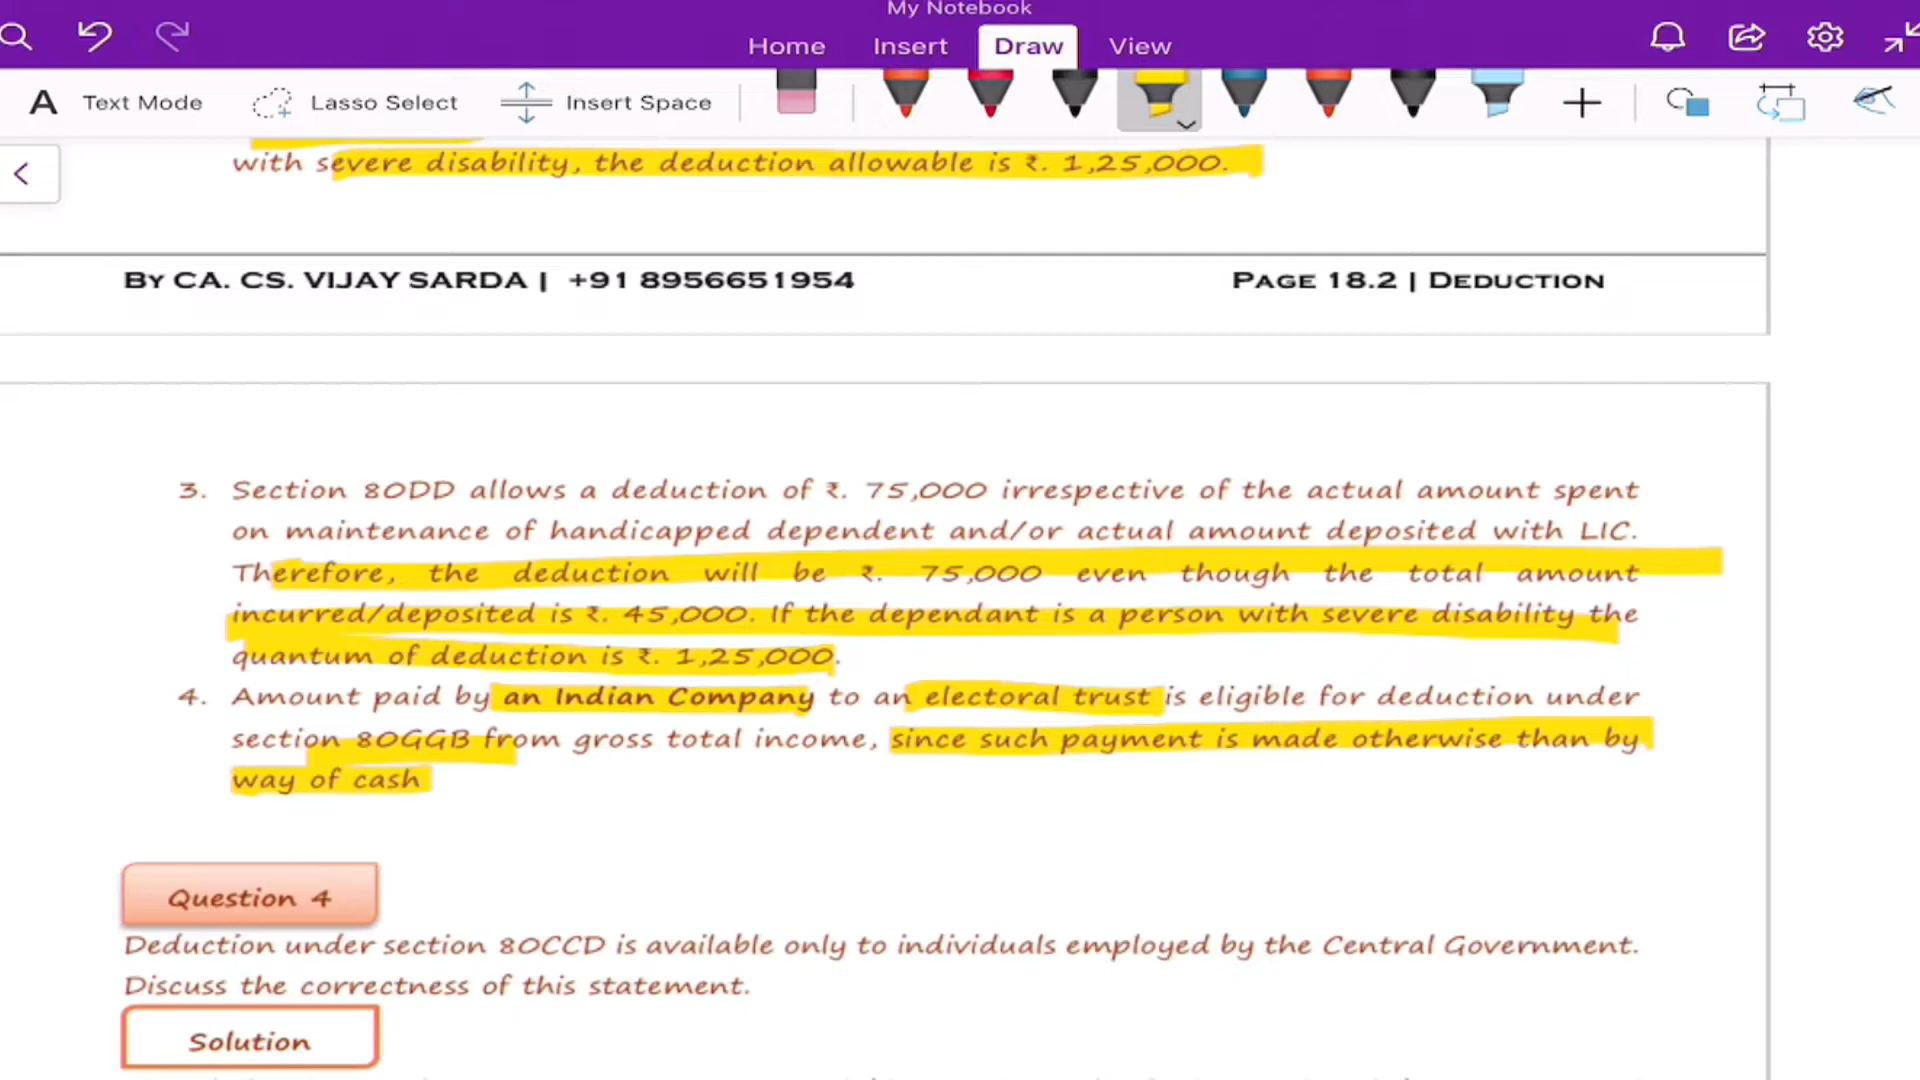 My Notebook
Home Insert Draw View
A Text Mode Lasso Select Insert Space
with severe disability, the deduction allowable is ₹. 1,25,000.
BY CA. CS. VIJAY SARDA | +91 8956651954 PAGE 18.2 | DEDUCTION
3. Section 80DD allows a deduction of ₹. 75,000 irrespective of the actual amount spent
on maintenance of handicapped dependent and/or actual amount deposited with LIC.
Therefore, the deduction will be ₹. 75,000 even though the total amount
incurred/deposited is ₹. 45,000. If the dependant is a person with severe disability the
quantum of deduction is ₹. 1,25,000.
4. Amount paid by an Indian Company to an electoral trust is eligible for deduction under
section 80GGB from gross total income, since such payment is made otherwise than by
way of cash
Question 4
Deduction under section 80CCD is available only to individuals employed by the Central Government.
Discuss the correctness of this statement.
Solution